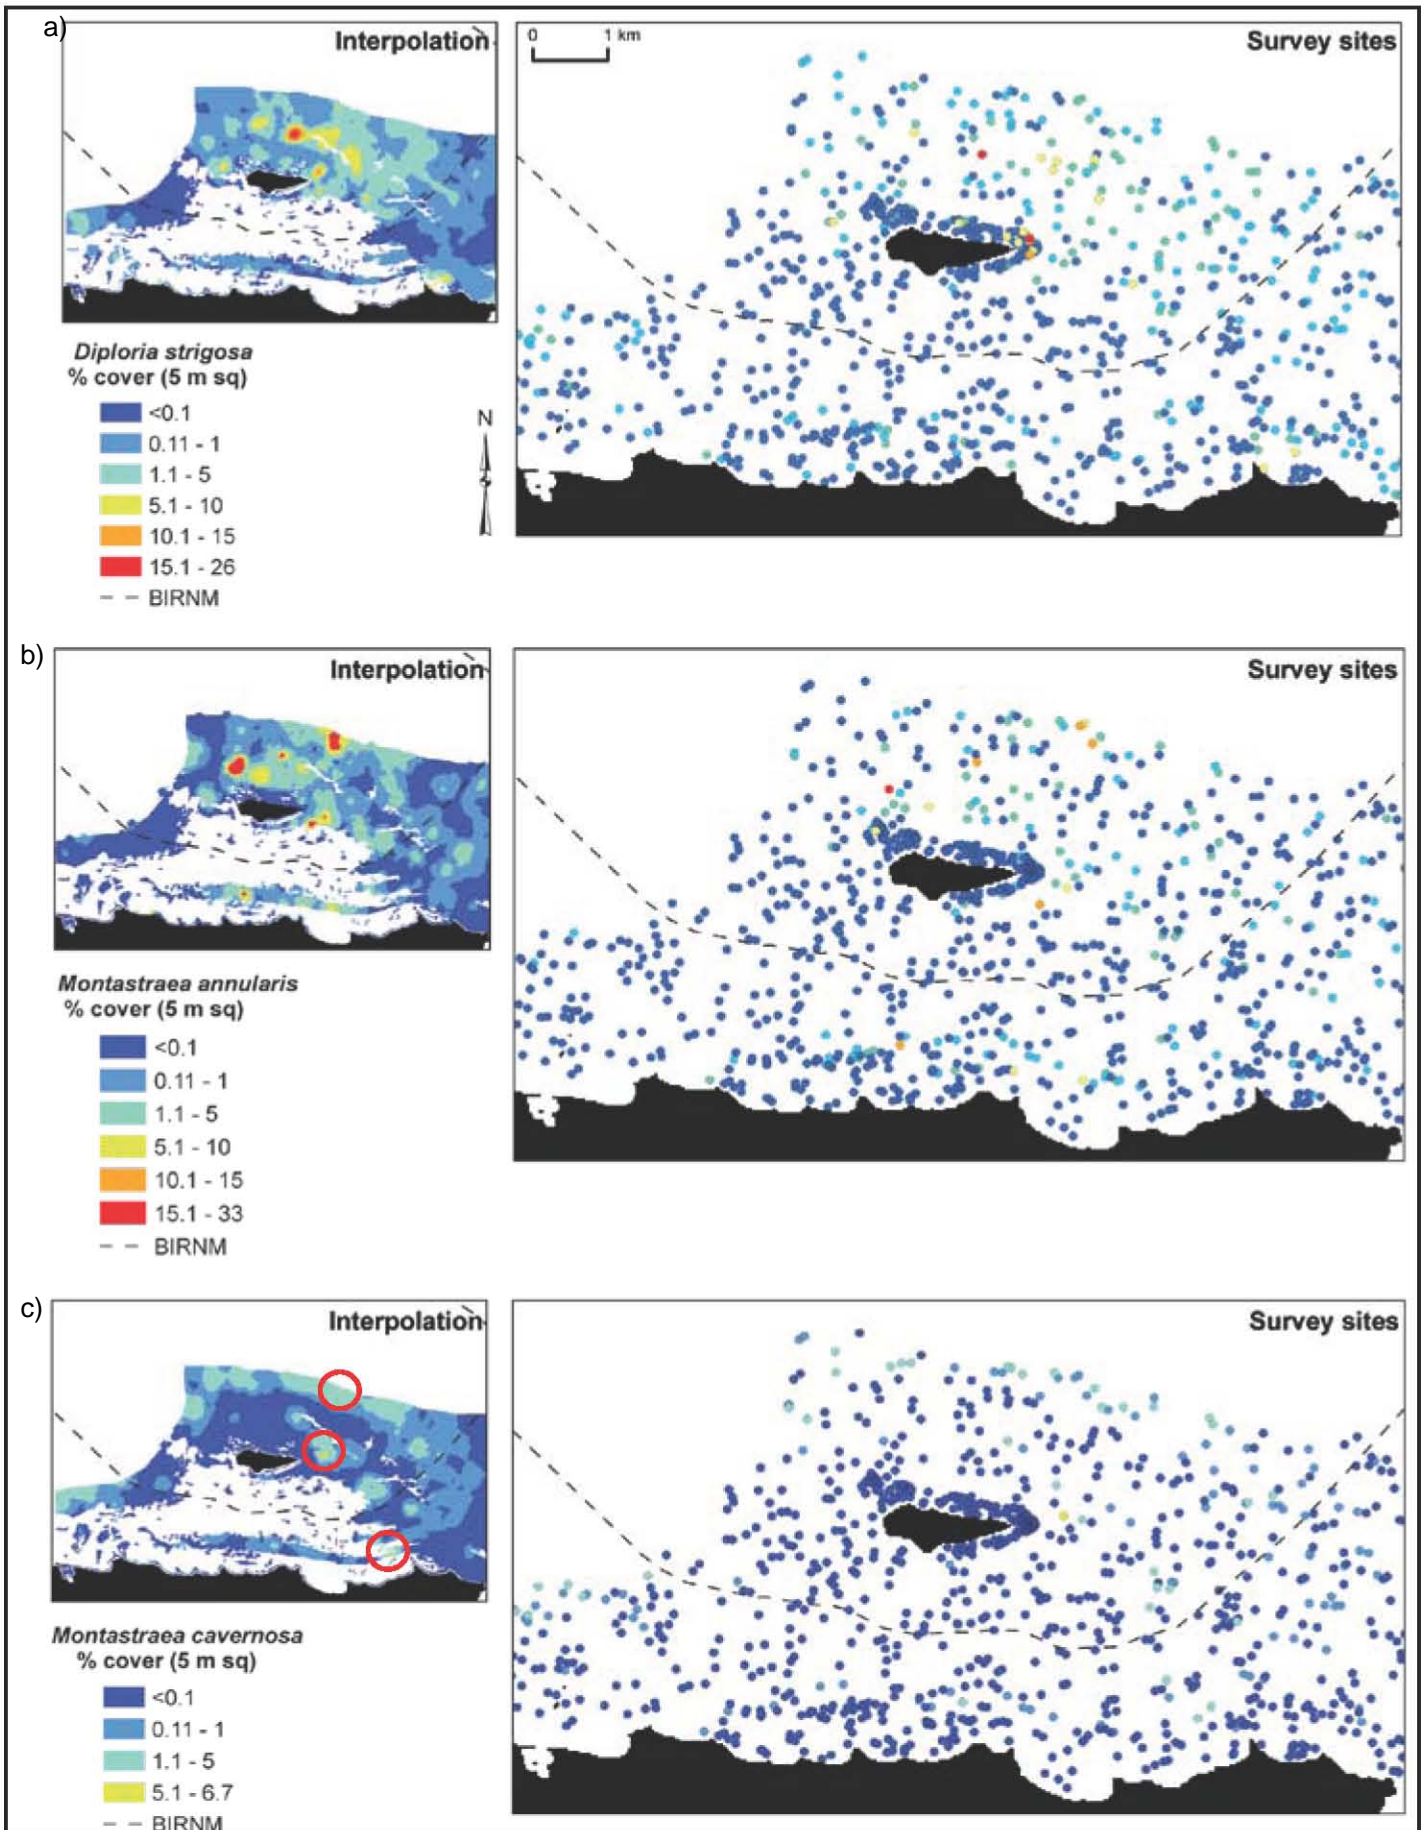 a)
Interpolation
0 1 km
Survey sites
Diploria strigosa
% cover (5 m sq)
<0.1
0.11 - 1
1.1 - 5
5.1 - 10
10.1 - 15
15.1 - 26
BIRNM
N
b)
Interpolation
Survey sites
Montastraea annularis
% cover (5 m sq)
<0.1
0.11 - 1
1.1 - 5
5.1 - 10
10.1 - 15
15.1 - 33
BIRNM
c)
Interpolation
Survey sites
Montastraea cavernosa
% cover (5 m sq)
<0.1
0.11 - 1
1.1 - 5
5.1 - 6.7
BIRNM